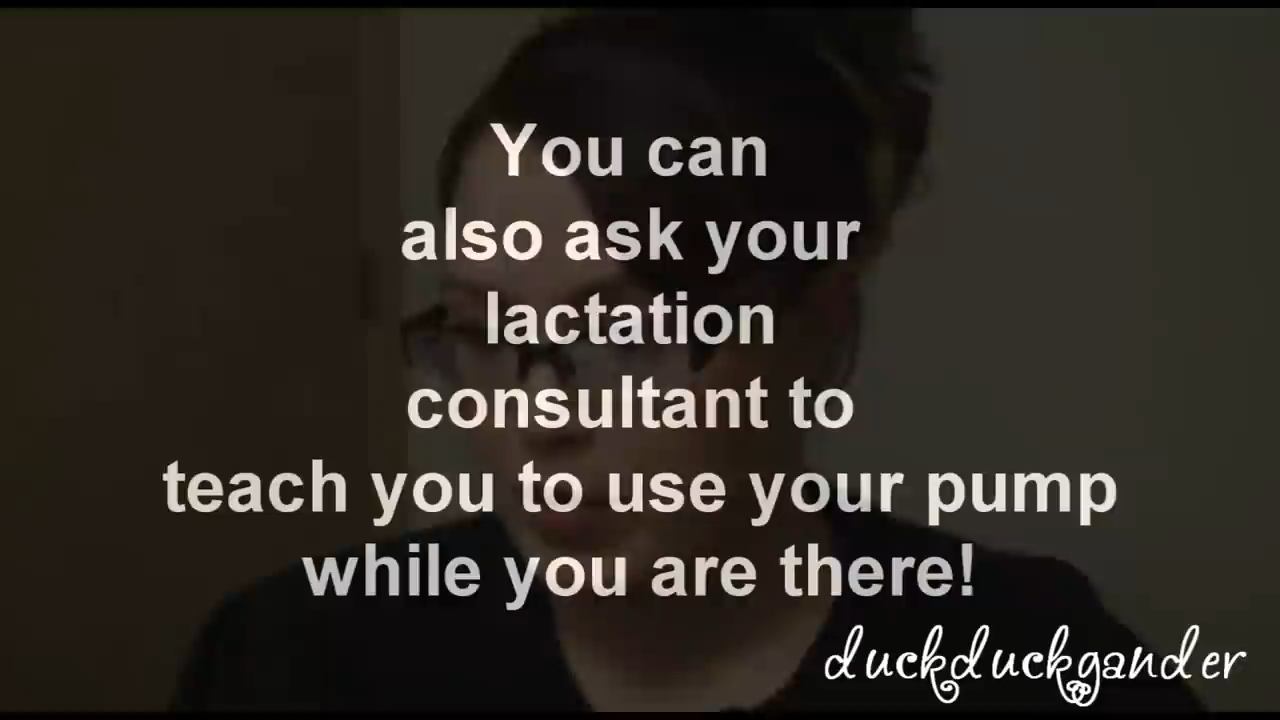 You can
also ask your
lactation
consultant to
teach you to use your pump
while you are there!
duckduckgander